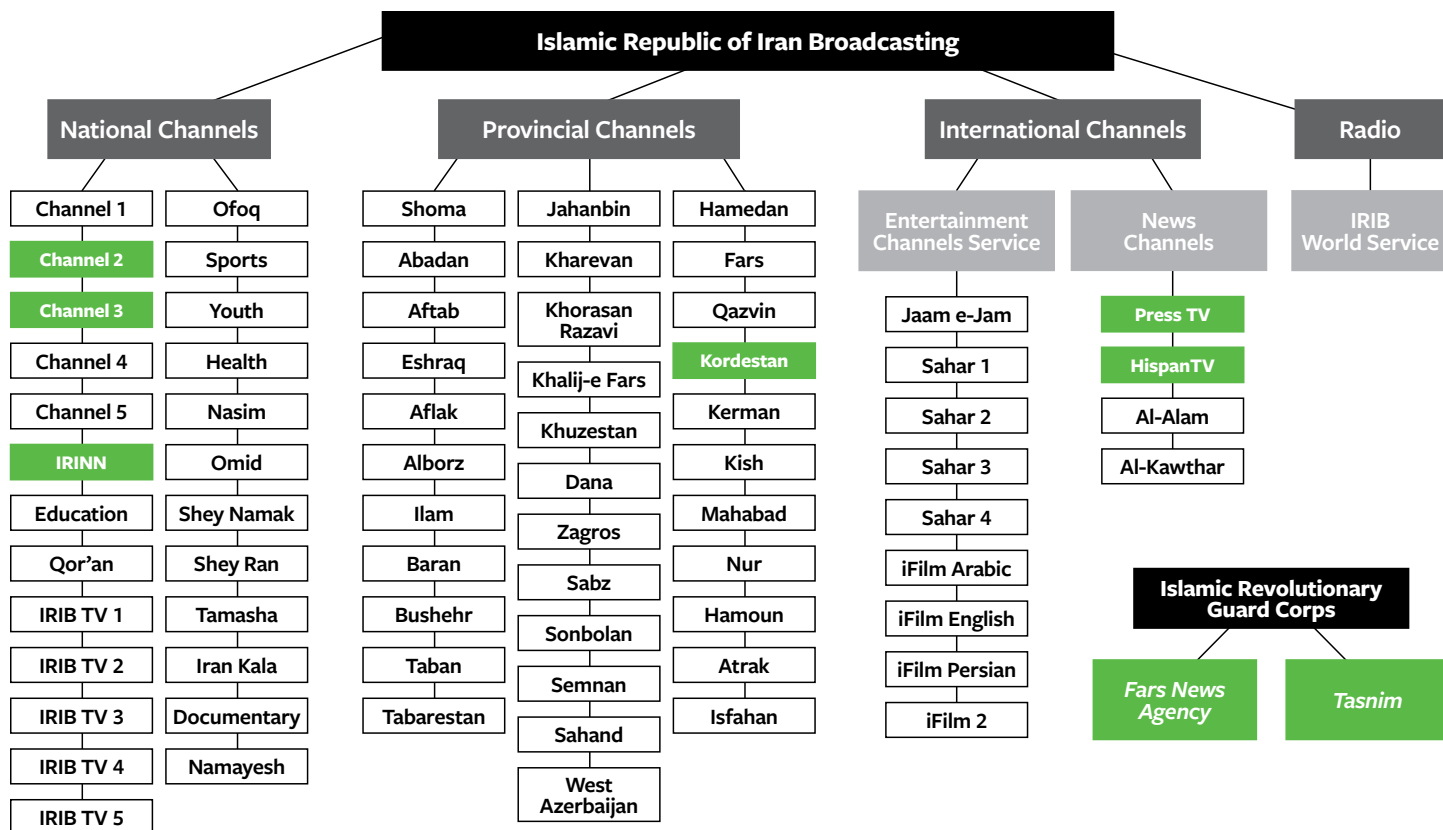 Islamic Republic of Iran Broadcasting
National Channels
Channel 1
Channel 2
Channel 3
Channel 4
Channel 5
IRINN
Education
Qor’an
IRIB TV 1
IRIB TV 2
IRIB TV 3
IRIB TV 4
IRIB TV 5
Ofoq
Sports
Youth
Health
Nasim
Omid
Shey Namak
Shey Ran
Tamasha
Iran Kala
Documentary
Namayesh
Provincial Channels
Shoma
Abadan
Aftab
Eshraq
Aflak
Alborz
Ilam
Baran
Bushehr
Taban
Tabarestan
Jahanbin
Kharevan
Khorasan
Razavi
Khalij-e Fars
Khuzestan
Dana
Zagros
Sabz
Sonbolan
Semnan
Sahand
West
Azerbaijan
Hamedan
Fars
Qazvin
Kordestan
Kerman
Kish
Mahabad
Nur
Hamoun
Atrak
Isfahan
International Channels
Entertainment
Channels Service
Jaam e-Jam
Sahar 1
Sahar 2
Sahar 3
Sahar 4
iFilm Arabic
iFilm English
iFilm Persian
iFilm 2
News
Channels
Press TV
HispanTV
Al-Alam
Al-Kawthar
Radio
IRIB
World Service
Islamic Revolutionary
Guard Corps
Fars News
Agency
Tasnim